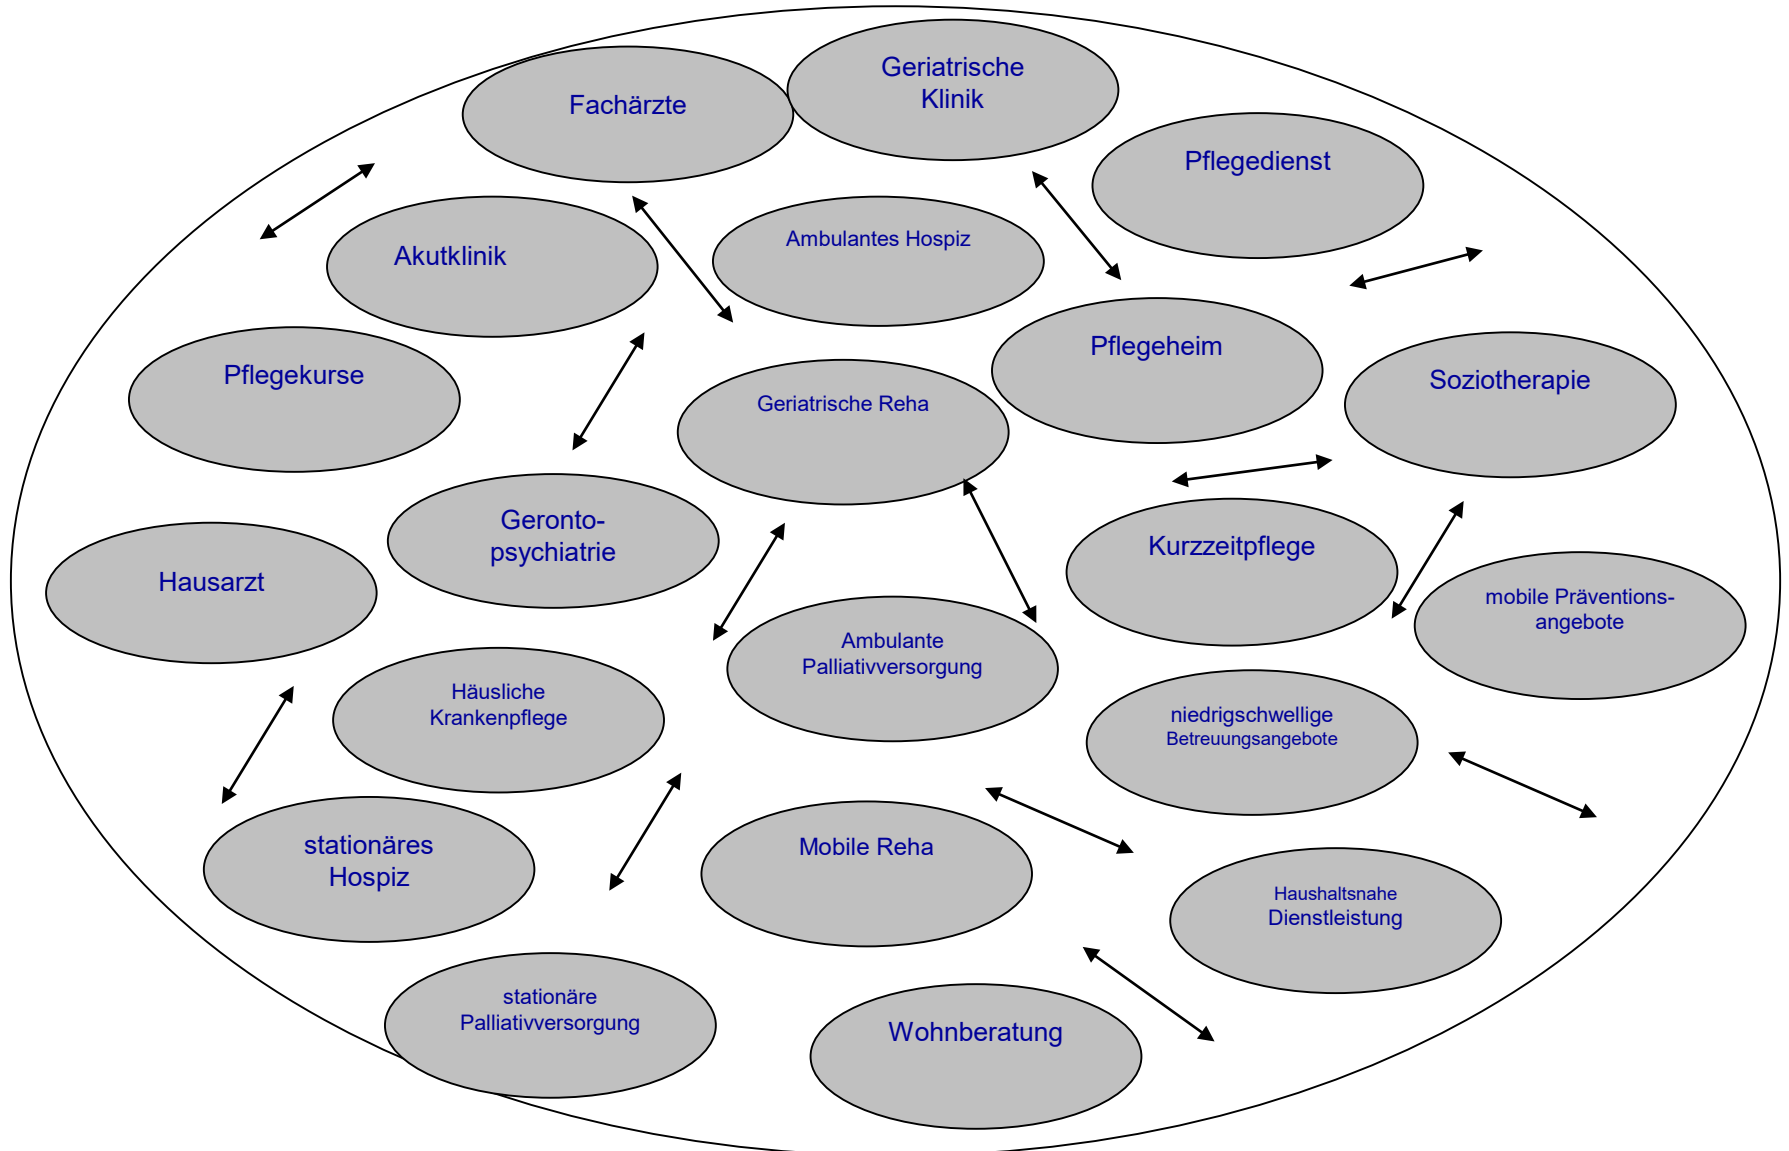 Geriatrische
Klinik
Fachärzte
Pflegedienst
Ambulantes Hospiz
Akutklinik
Pflegeheim
Pflegekurse
Soziotherapie
Geriatrische Reha
Geronto-
psychiatrie
Kurzzeitpflege
Hausarzt
mobile Präventions-
angebote
Ambulante
Palliativversorgung
Häusliche
Krankenpflege
niedrigschwellige
Betreuungsangebote
stationäres
Hospiz
Mobile Reha
Haushaltsnahe
Dienstleistung
stationäre
Palliativversorgung
Wohnberatung